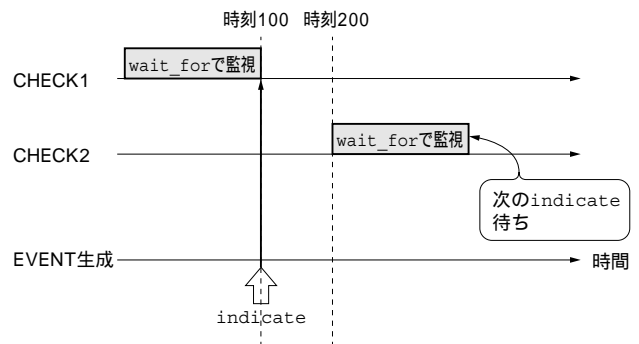 時刻100 時刻200
wait_forで監視
CHECK1
wait_forで監視
CHECK2
次のindicate
待ち
EVENT生成
時間
indicate